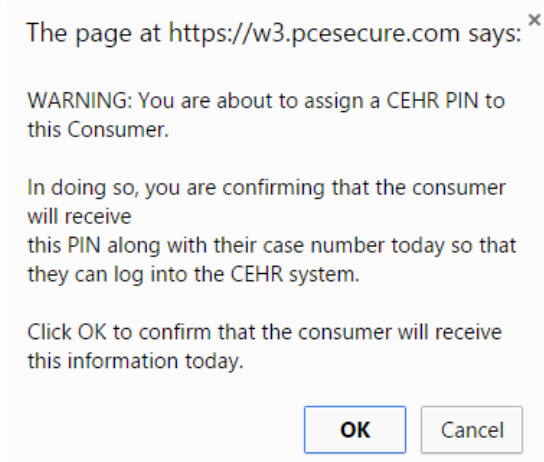 The page at https://w3.pcesecure.com says:
WARNING: You are about to assign a CEHR PIN to
this Consumer.
In doing so, you are confirming that the consumer
will receive
this PIN along with their case number today so that
they can log into the CEHR system.
Click OK to confirm that the consumer will receive
this information today.
OK Cancel